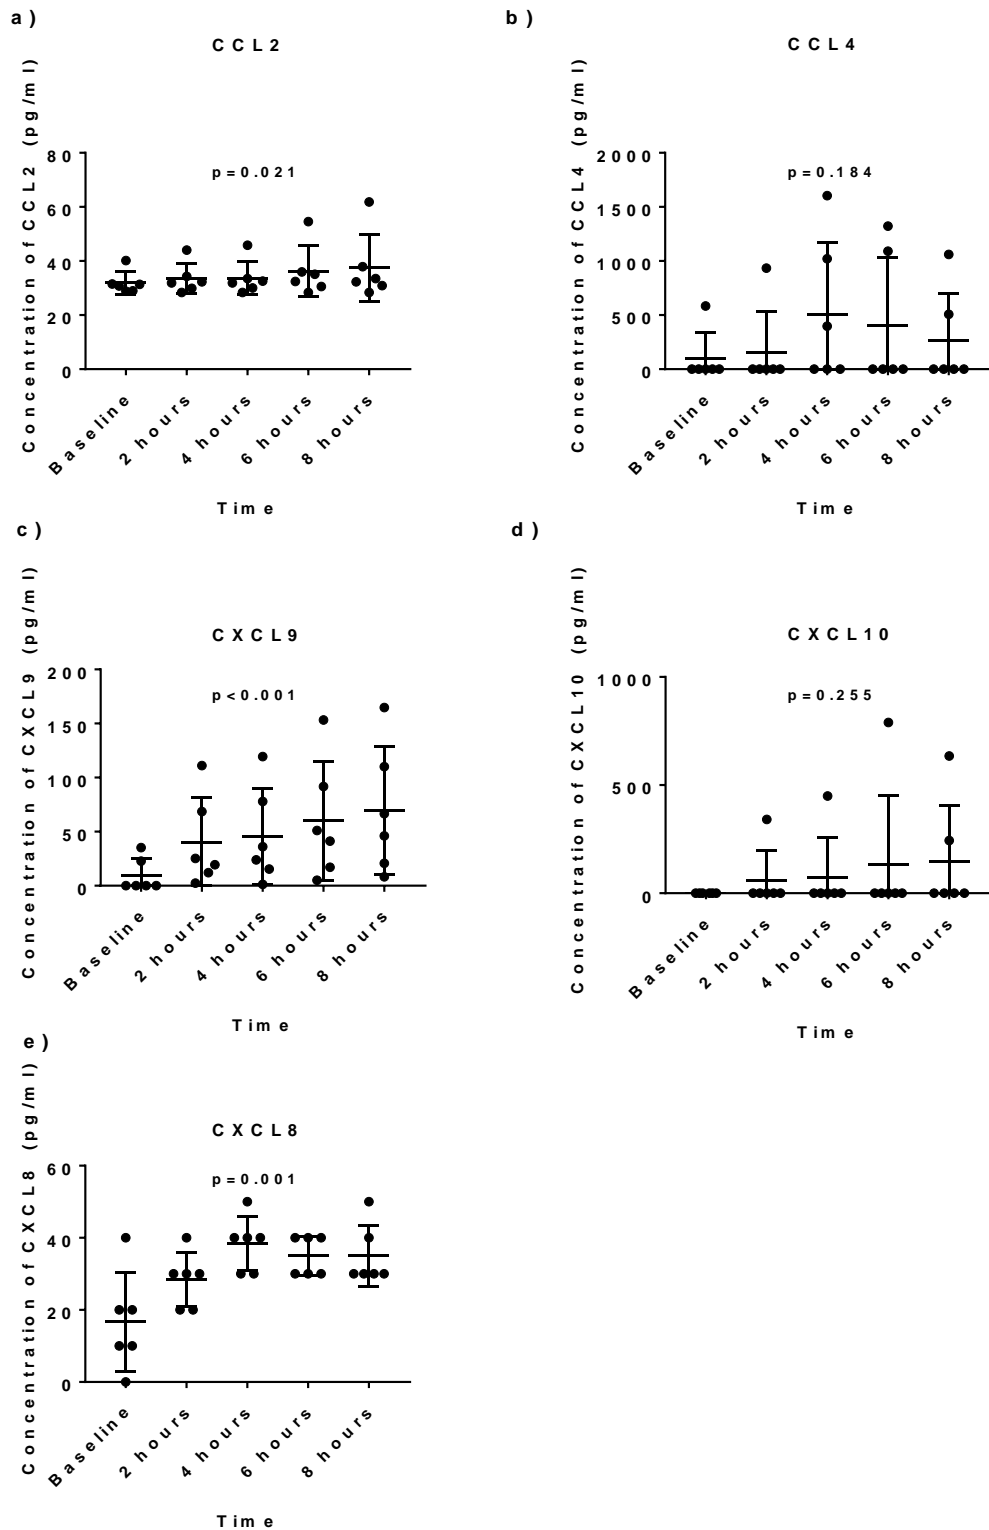 a)
CCL2
Concentration of CCL2 (pg/ml)
80
60
40
20
0
p=0.021
Baseline
2 hours
4 hours
6 hours
8 hours
Time
b)
CCL4
Concentration of CCL4 (pg/ml)
2000
1500
1000
500
0
p=0.184
Baseline
2 hours
4 hours
6 hours
8 hours
Time
c)
CXCL9
Concentration of CXCL9 (pg/ml)
200
150
100
50
0
p<0.001
Baseline
2 hours
4 hours
6 hours
8 hours
Time
d)
CXCL10
Concentration of CXCL10 (pg/ml)
1000
500
0
p=0.255
Baseline
2 hours
4 hours
6 hours
8 hours
Time
e)
CXCL8
Concentration of CXCL8 (pg/ml)
60
40
20
0
p=0.001
Baseline
2 hours
4 hours
6 hours
8 hours
Time